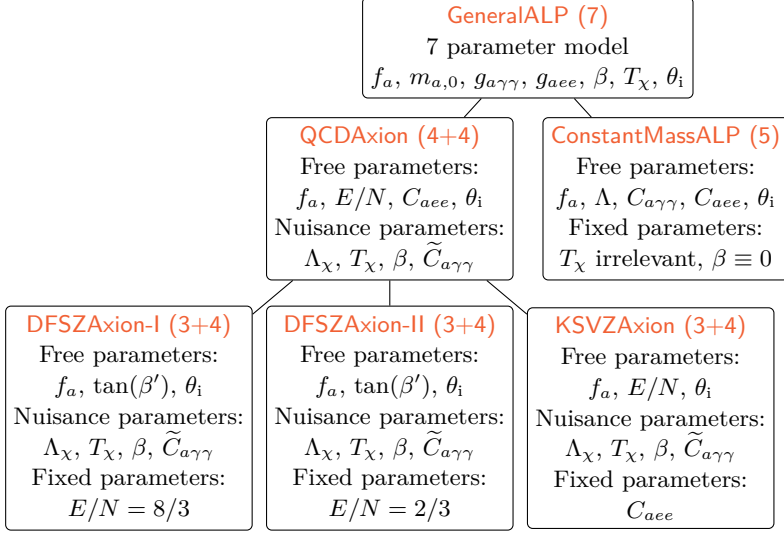 GeneralALP (7)
7 parameter model
f_a, m_{a,0}, g_{aγγ}, g_{aee}, β, T_χ, θ_i
QCDAxion (4+4)
Free parameters:
f_a, E/N, C_{aee}, θ_i
Nuisance parameters:
Λ_χ, T_χ, β, C̃_{aγγ}
ConstantMassALP (5)
Free parameters:
f_a, Λ, C_{aγγ}, C_{aee}, θ_i
Fixed parameters:
T_χ irrelevant, β ≡ 0
DFSZAxion-I (3+4)
Free parameters:
f_a, tan(β′), θ_i
Nuisance parameters:
Λ_χ, T_χ, β, C̃_{aγγ}
Fixed parameters:
E/N = 8/3
DFSZAxion-II (3+4)
Free parameters:
f_a, tan(β′), θ_i
Nuisance parameters:
Λ_χ, T_χ, β, C̃_{aγγ}
Fixed parameters:
E/N = 2/3
KSVZAxion (3+4)
Free parameters:
f_a, E/N, θ_i
Nuisance parameters:
Λ_χ, T_χ, β, C̃_{aγγ}
Fixed parameters:
C_{aee}